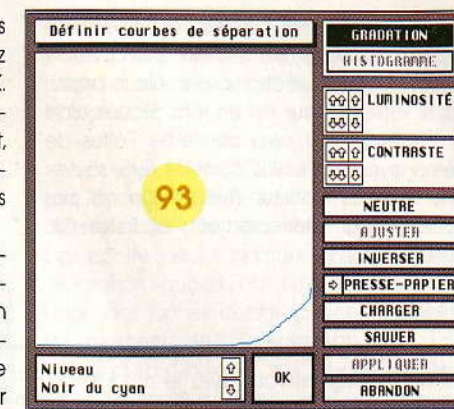 s
z
t,
s
n
e
r
Définir courbes de séparation
93
Niveau
Noir du cyan
OK
GRADATION
HISTOGRAMME
LUMINOSITÉ
CONTRASTE
NEUTRE
AJUSTER
INVERSER
PRESSE-PAPIER
CHARGER
SAUVER
APPLIQUER
ABANDON